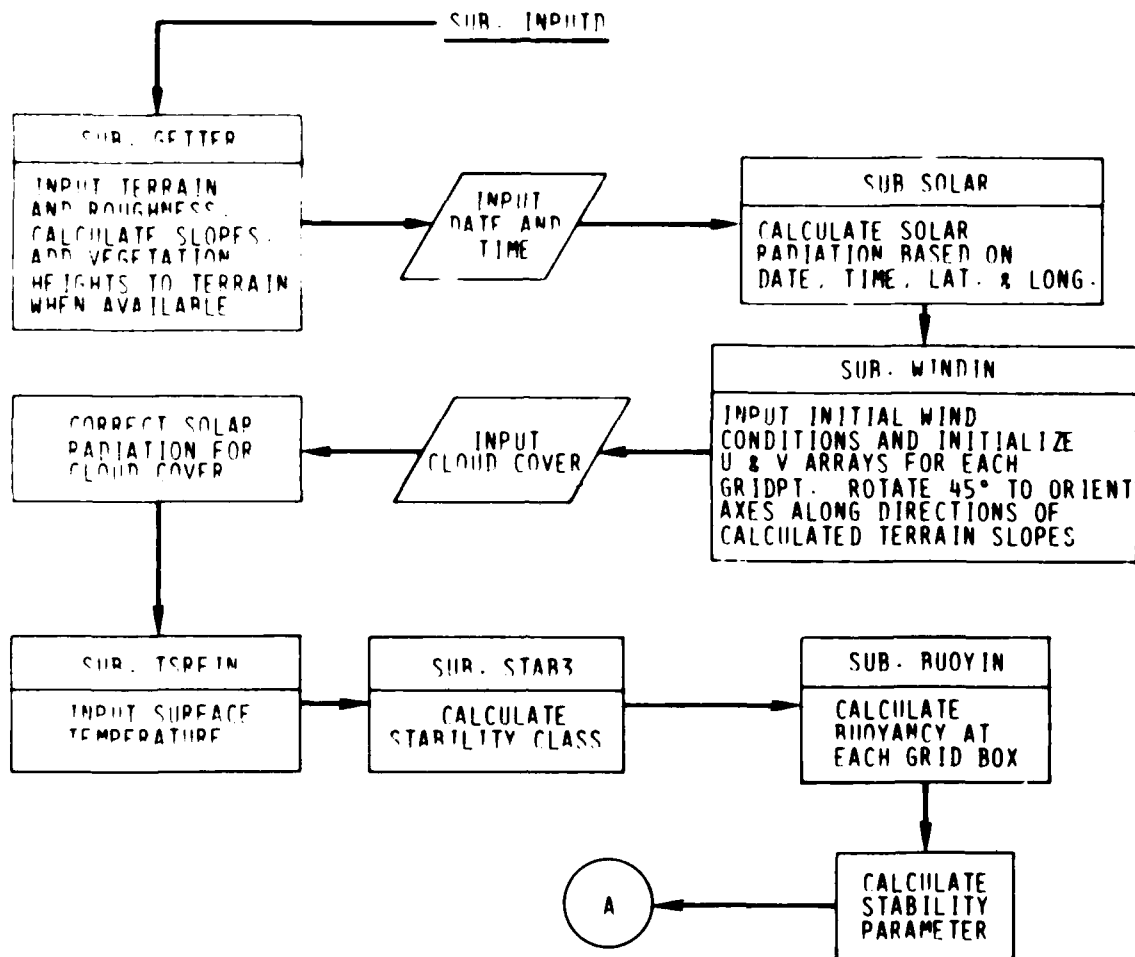 SUB. INPUTD
SUB. GETTER
INPUT TERRAIN
AND ROUGHNESS.
CALCULATE SLOPES.
ADD VEGETATION
HEIGHTS TO TERRAIN
WHEN AVAILABLE
INPUT
DATE AND
TIME
SUB SOLAR
CALCULATE SOLAR
RADIATION BASED ON
DATE, TIME, LAT. & LONG.
SUB. WINDIN
INPUT INITIAL WIND
CONDITIONS AND INITIALIZE
U & V ARRAYS FOR EACH
GRIDPT. ROTATE 45° TO ORIENT
AXES ALONG DIRECTIONS OF
CALCULATED TERRAIN SLOPES
INPUT
CLOUD COVER
CORRECT SOLAR
RADIATION FOR
CLOUD COVER
SUB. TSRFIN
INPUT SURFACE
TEMPERATURE
SUB. STAB3
CALCULATE
STABILITY CLASS
SUB. BUOYIN
CALCULATE
BUOYANCY AT
EACH GRID BOX
CALCULATE
STABILITY
PARAMETER
A